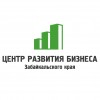 ЦЕНТР РАЗВИТИЯ БИЗНЕСА
Забайкальского края